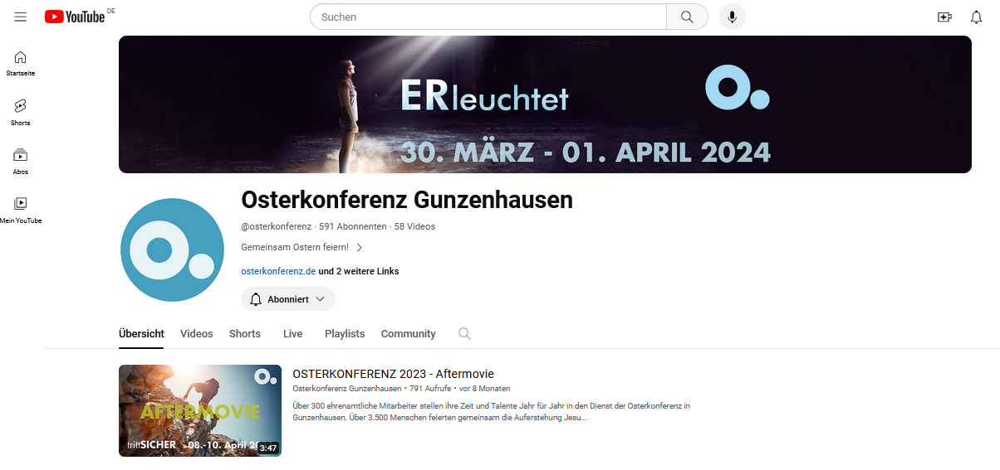 YouTube DE
Suchen
Startseite
Shorts
Abos
Mein YouTube
ERleuchtet
30. MÄRZ - 01. APRIL 2024
Osterkonferenz Gunzenhausen
@osterkonferenz · 591 Abonnenten · 58 Videos
Gemeinsam Ostern feiern!
osterkonferenz.de und 2 weitere Links
Abonniert
Übersicht Videos Shorts Live Playlists Community
AFTERMOVIE
trittSICHER 08.-10. April
3:47
OSTERKONFERENZ 2023 - Aftermovie
Osterkonferenz Gunzenhausen • 791 Aufrufe • vor 8 Monaten
Über 300 ehrenamtliche Mitarbeiter stellen ihre Zeit und Talente Jahr für Jahr in den Dienst der Osterkonferenz in
Gunzenhausen. Über 3.500 Menschen feierten gemeinsam die Auferstehung Jesu...